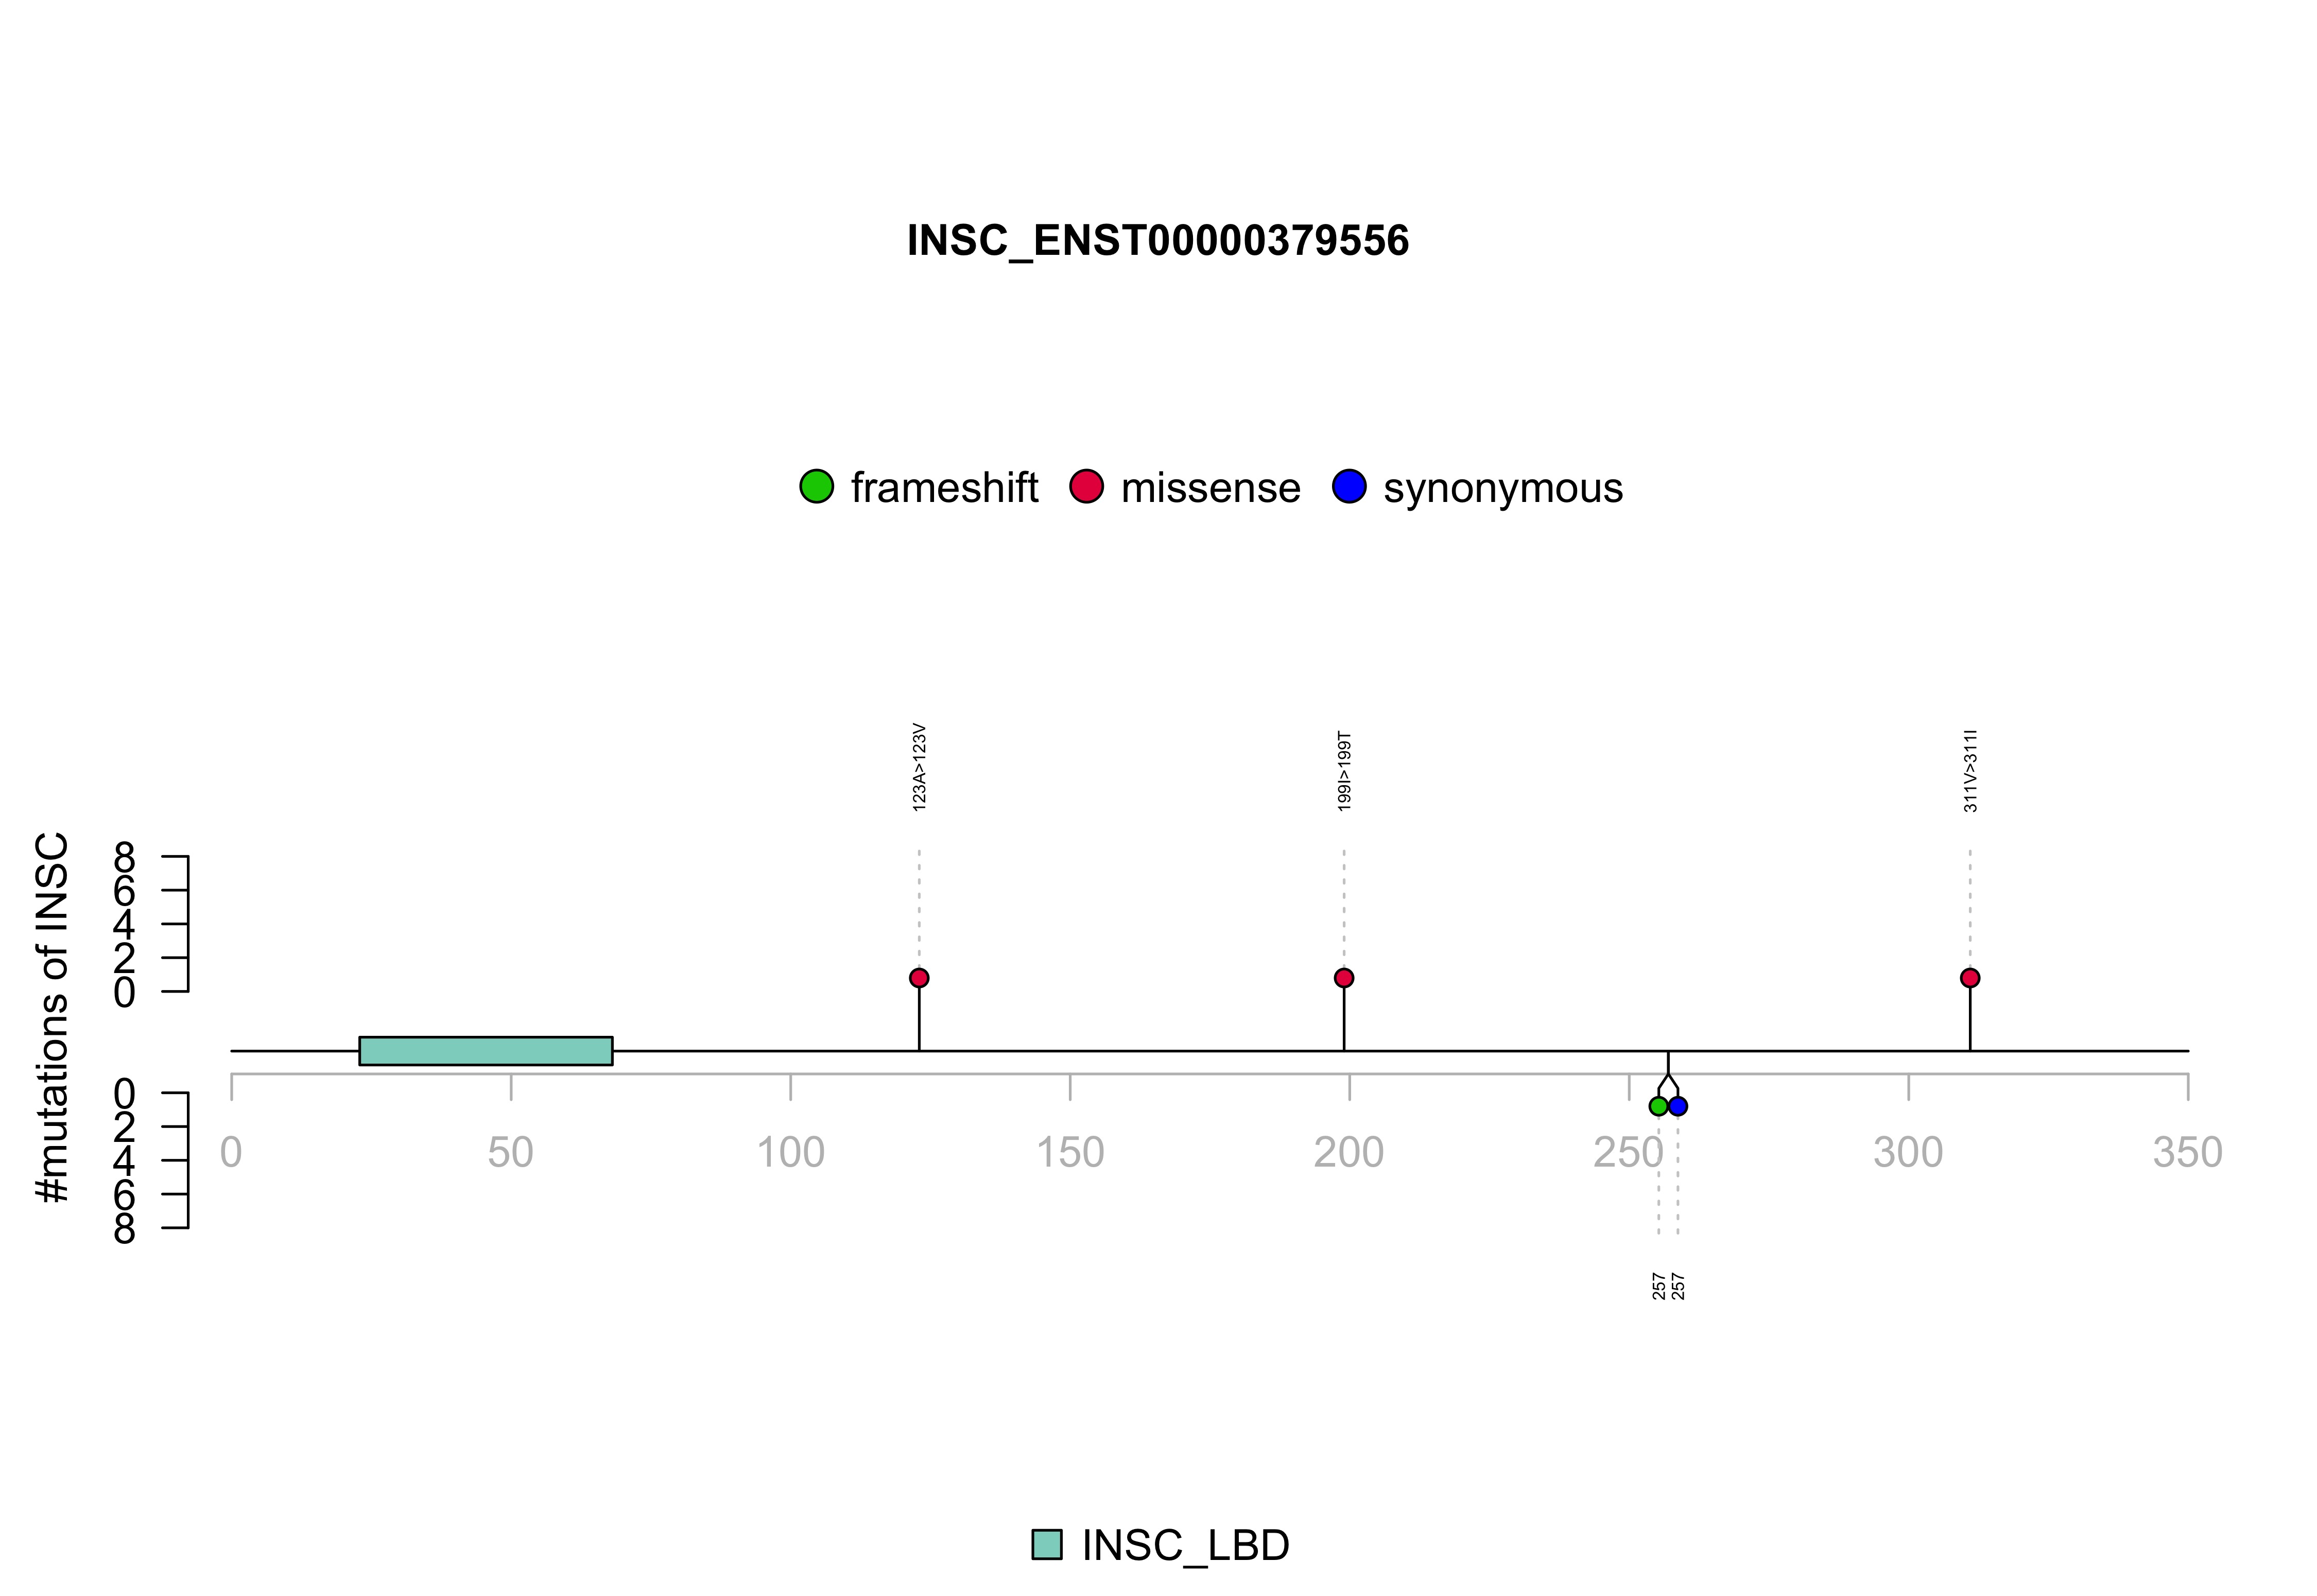 INSC_ENST00000379556
frameshift missense synonymous
123A>123V
199I>199T
311V>311I
#mutations of INSC
8
6
4
2
0
0
2
4
6
8
0 50 100 150 200 250 300 350
257
257
INSC_LBD